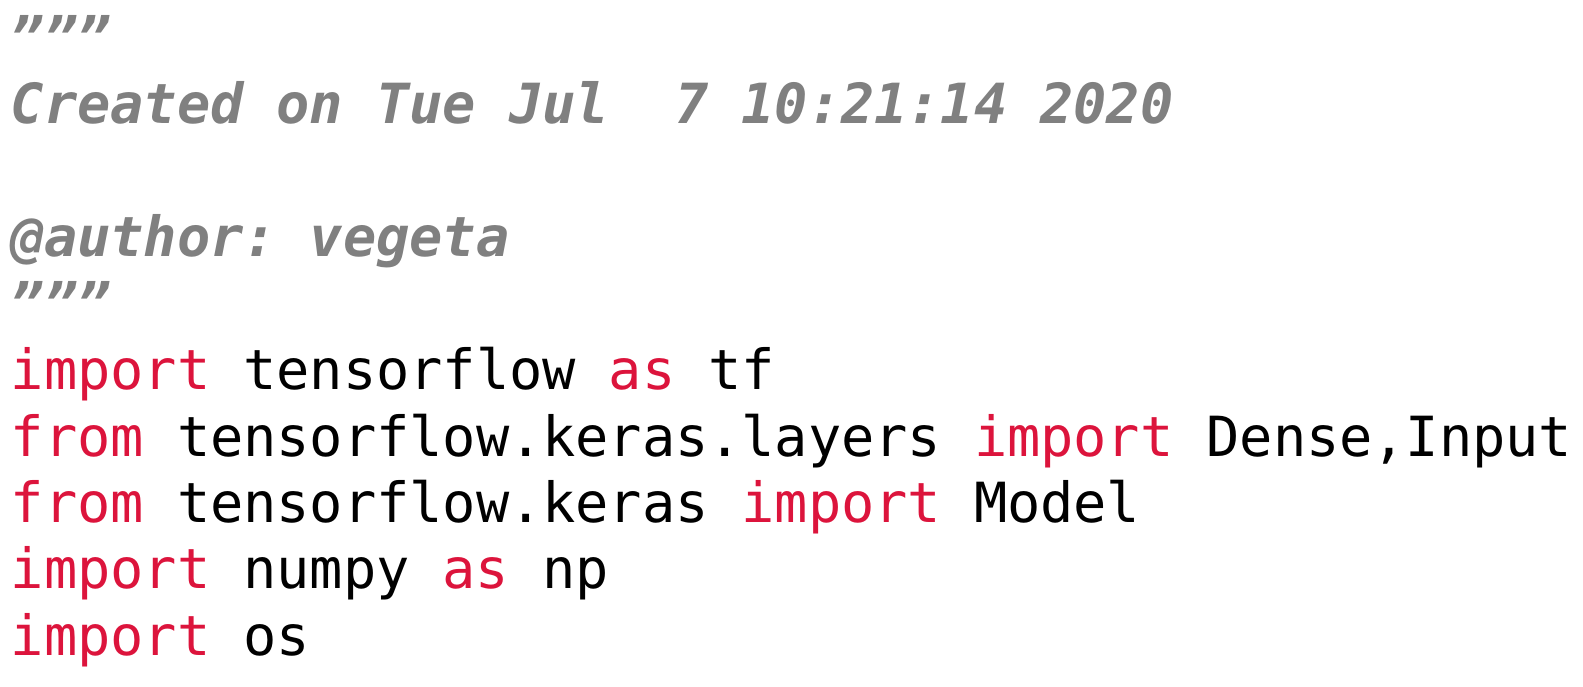 """
Created on Tue Jul  7 10:21:14 2020

@author: vegeta
"""
import tensorflow as tf
from tensorflow.keras.layers import Dense,Input
from tensorflow.keras import Model
import numpy as np
import os